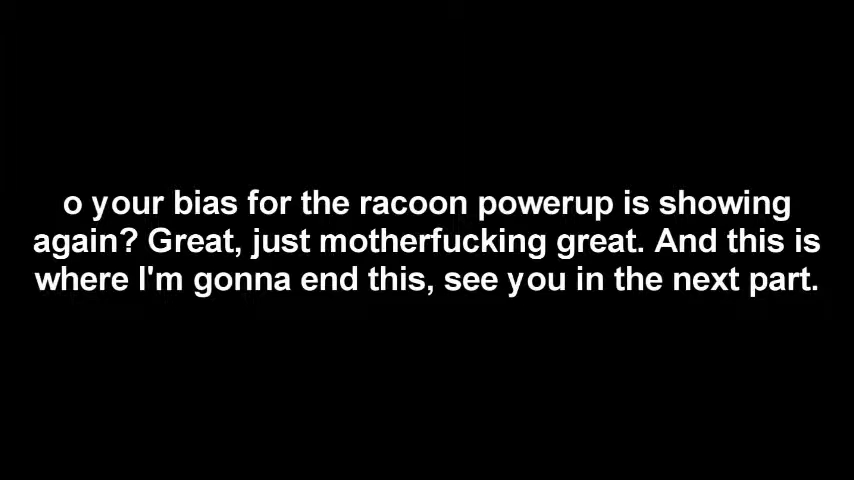 o your bias for the racoon powerup is showing
again? Great, just motherfucking great. And this is
where I'm gonna end this, see you in the next part.